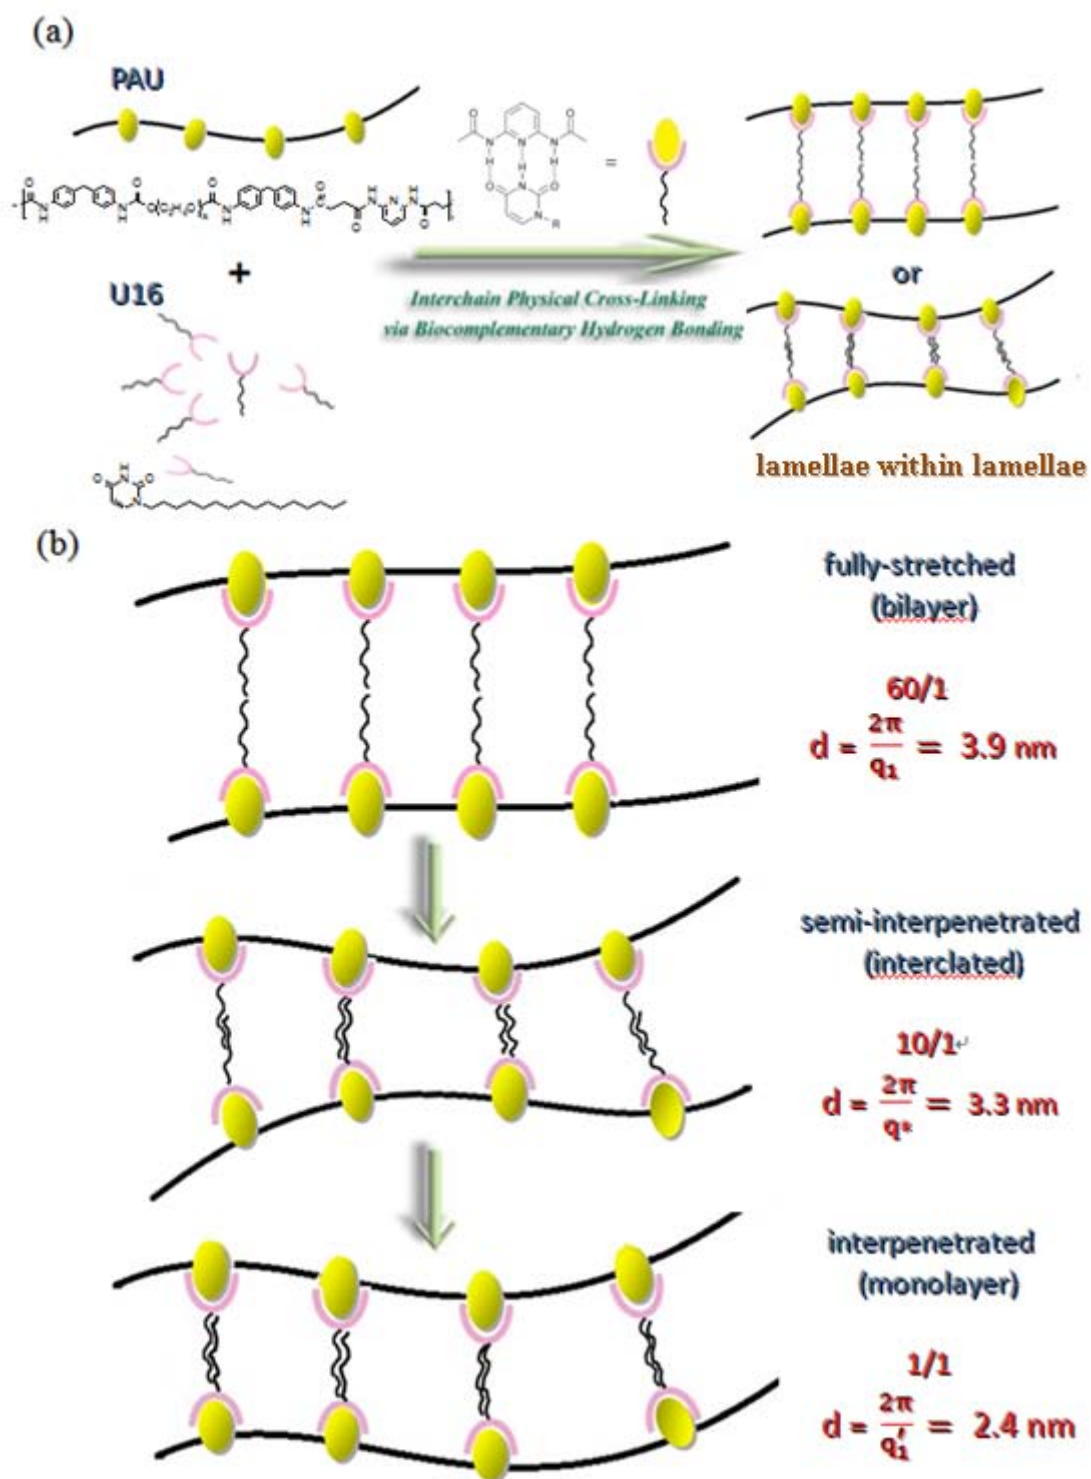 (a)
PAU
=
+
U16
Interchain Physical Cross-Linking
via Biocomplementary Hydrogen Bonding
or
lamellae within lamellae
(b)
fully-stretched
(bilayer)
60/1
d = 2π/q₁ = 3.9 nm
semi-interpenetrated
(interclated)
10/1↵
d = 2π/q* = 3.3 nm
interpenetrated
(monolayer)
1/1
d = 2π/q₁′ = 2.4 nm